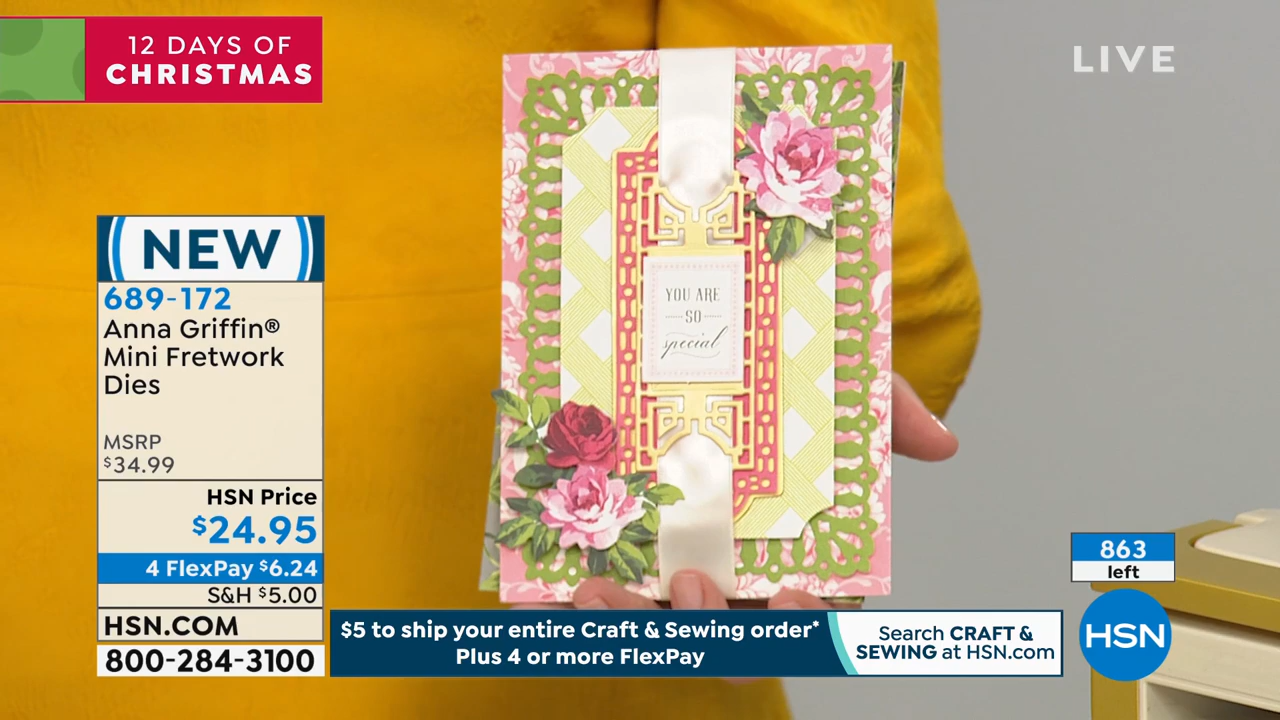 12 DAYS OF
CHRISTMAS
LIVE
NEW
689-172
Anna Griffin®
Mini Fretwork
Dies
MSRP
$34.99
HSN Price
$24.95
4 FlexPay $6.24
S&H $5.00
HSN.COM
800-284-3100
YOU ARE
SO
special
863
left
HSN
$5 to ship your entire Craft & Sewing order*
Plus 4 or more FlexPay
Search CRAFT &
SEWING at HSN.com